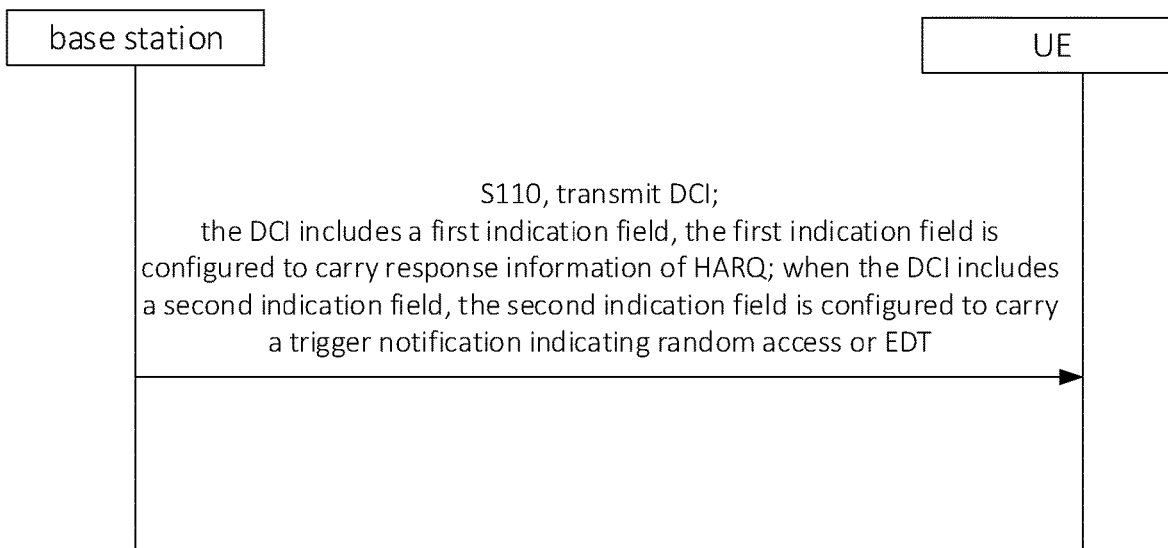 base station
UE
S110, transmit DCI;
the DCI includes a first indication field, the first indication field is
configured to carry response information of HARQ; when the DCI includes
a second indication field, the second indication field is configured to carry
a trigger notification indicating random access or EDT